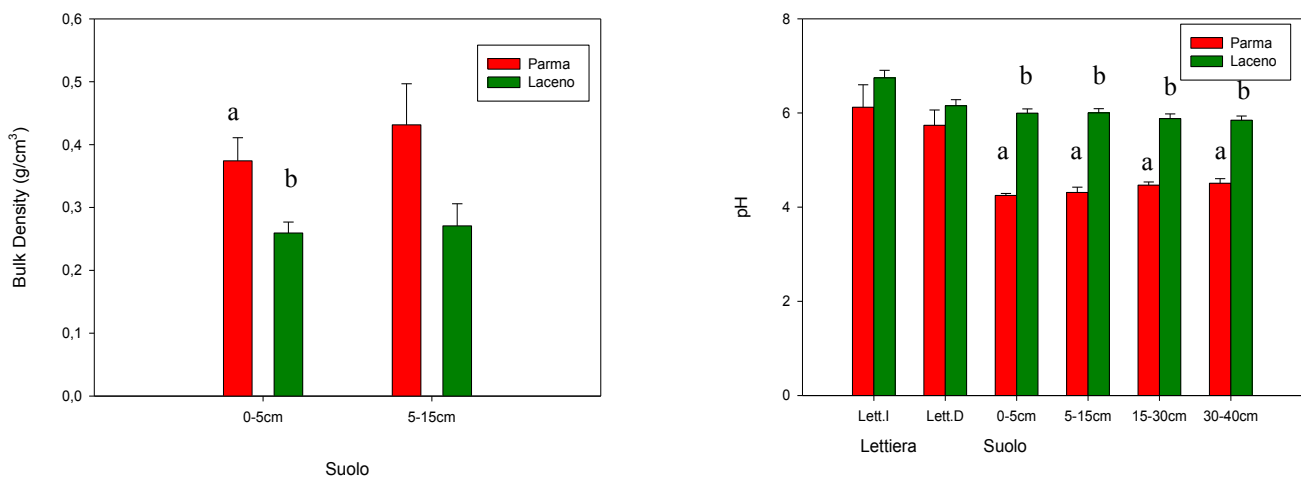 0,6
0,5
0,4
0,3
0,2
0,1
0,0
Bulk Density (g/cm³)
Parma
Laceno
a
b
0-5cm
5-15cm
Suolo
8
6
4
2
0
pH
Parma
Laceno
b
b
b
b
a
a
a
a
Lett.I
Lett.D
0-5cm
5-15cm
15-30cm
30-40cm
Lettiera
Suolo